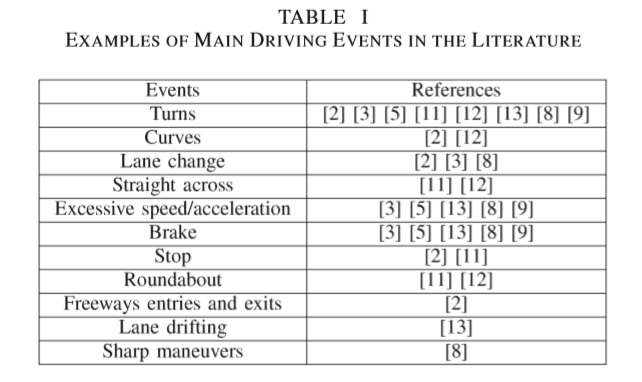 TABLE I
EXAMPLES OF MAIN DRIVING EVENTS IN THE LITERATURE
Events References
Turns [2] [3] [5] [11] [12] [13] [8] [9]
Curves [2] [12]
Lane change [2] [3] [8]
Straight across [11] [12]
Excessive speed/acceleration [3] [5] [13] [8] [9]
Brake [3] [5] [13] [8] [9]
Stop [2] [11]
Roundabout [11] [12]
Freeways entries and exits [2]
Lane drifting [13]
Sharp maneuvers [8]